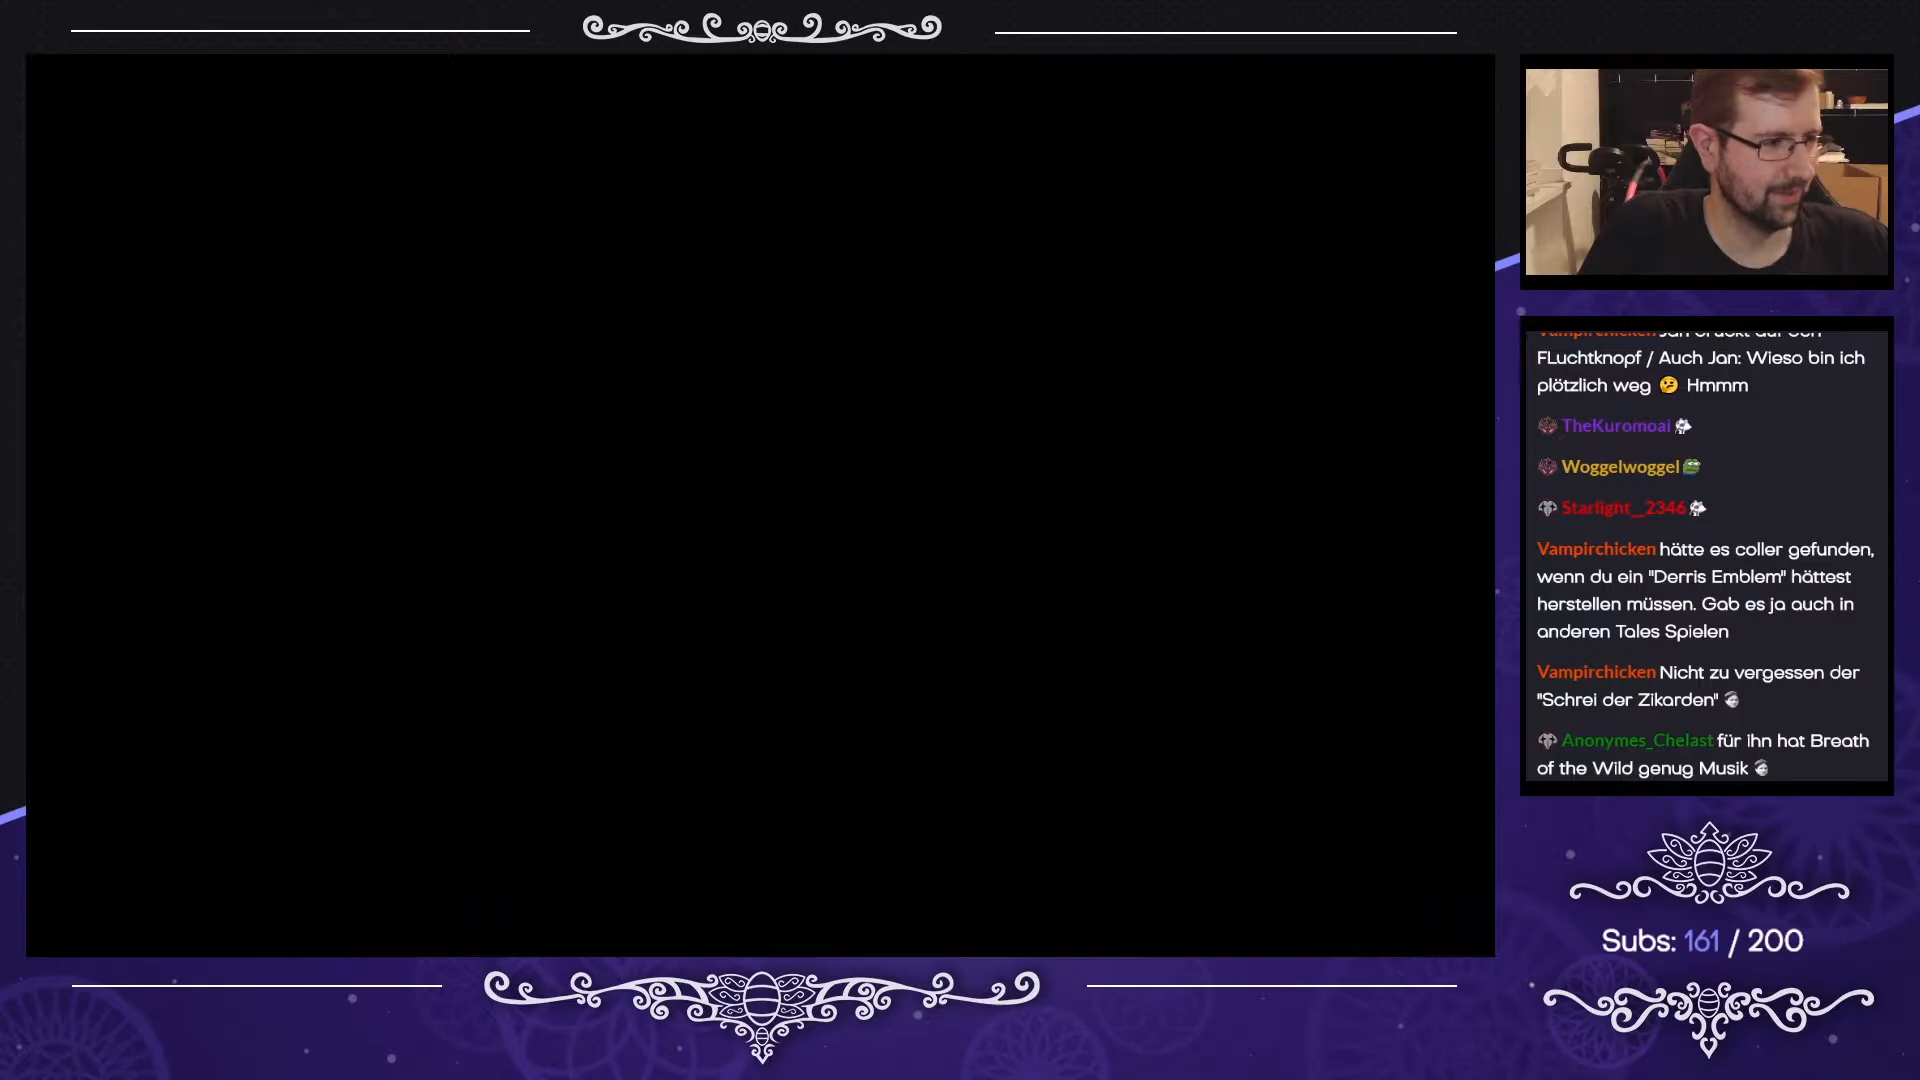 FLuchtknopf / Auch Jan: Wieso bin ich
plötzlich weg 🤔 Hmmm
TheKuromoai
Woggelwoggel
Starlight__2346
Vampirchicken hätte es coller gefunden,
wenn du ein "Derris Emblem" hättest
herstellen müssen. Gab es ja auch in
anderen Tales Spielen
Vampirchicken Nicht zu vergessen der
"Schrei der Zikarden"
Anonymes_Chelast für ihn hat Breath
of the Wild genug Musik
Subs: 161 / 200